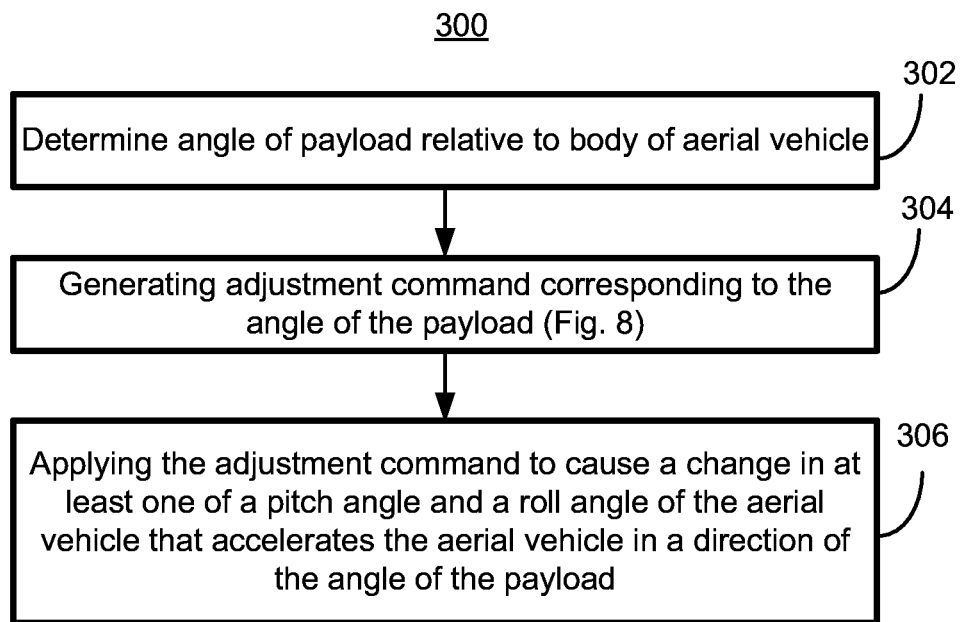 300
302
Determine angle of payload relative to body of aerial vehicle
304
Generating adjustment command corresponding to the
angle of the payload (Fig. 8)
306
Applying the adjustment command to cause a change in at
least one of a pitch angle and a roll angle of the aerial
vehicle that accelerates the aerial vehicle in a direction of
the angle of the payload